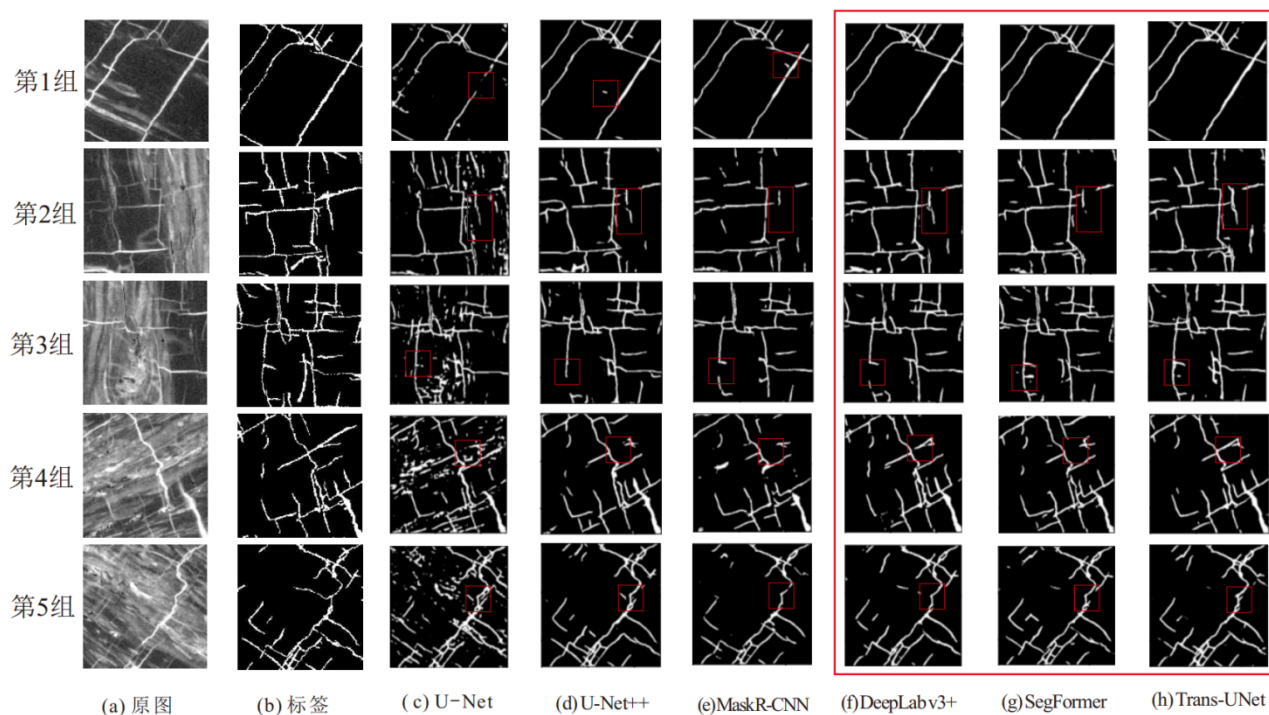 第1组
第2组
第3组
第4组
第5组
(a) 原图
(b) 标签
(c) U-Net
(d) U-Net++
(e)MaskR-CNN
(f)DeepLabv3+
(g)SegFormer
(h)Trans-UNet